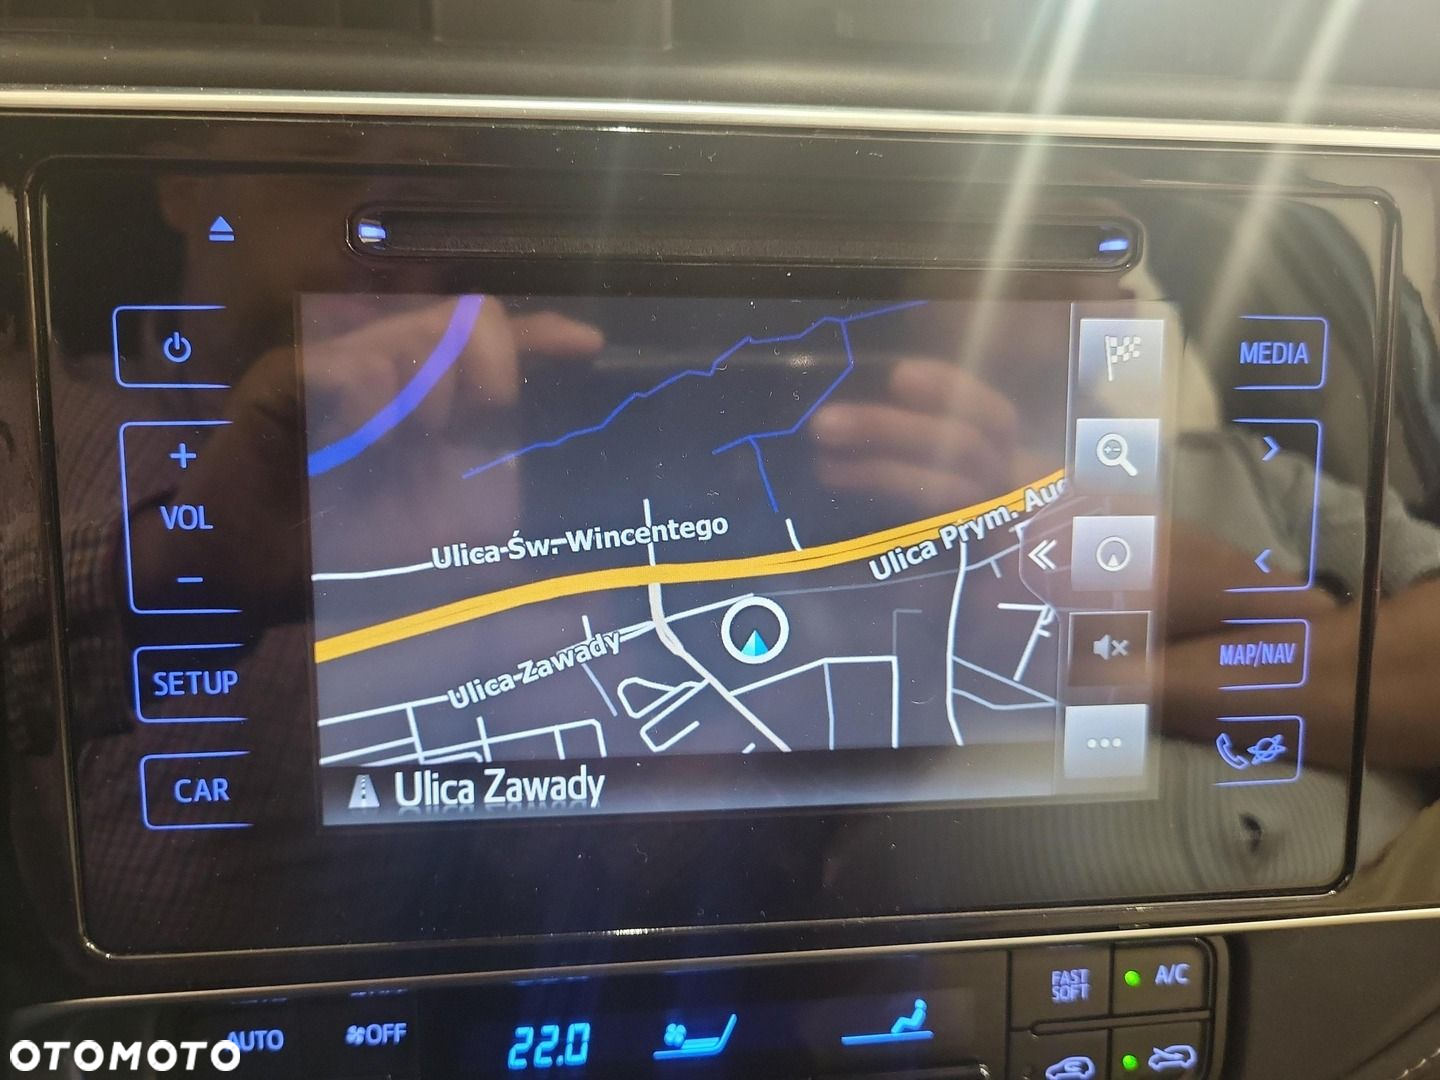 MEDIA
+
VOL
-
SETUP
CAR
MAP/NAV
Ulica Św. Wincentego
Ulica Prym. Aug
Ulica Zawady
Ulica Zawady
FAST
SOFT
A/C
AUTO
OFF
22.0
OTOMOTO